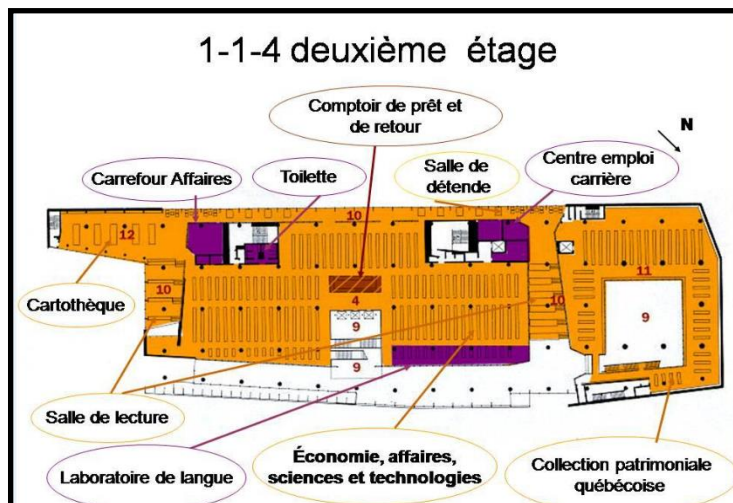 1-1-4 deuxième étage
Comptoir de prêt et
de retour
N
Carrefour Affaires
Toilette
Salle de
détende
Centre emploi
carrière
10
12
11
Cartothèque
10
4
10
9
9
9
Salle de lecture
Laboratoire de langue
Économie, affaires,
sciences et technologies
Collection patrimoniale
québécoise